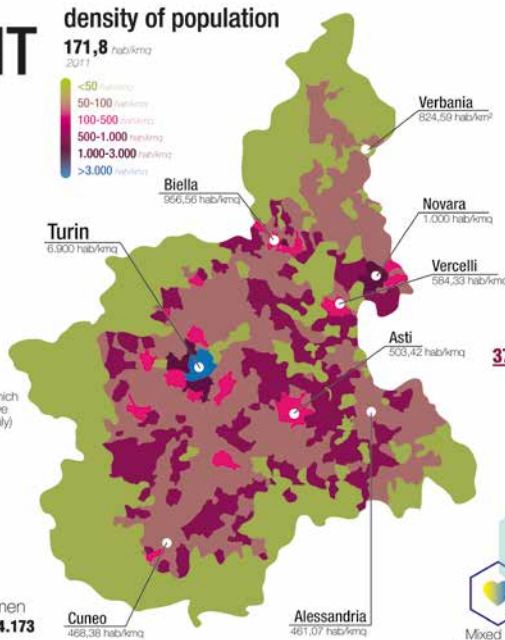 IT
density of population
171,8 hab/kmq
2011
<50 hab/kmq
50-100 hab/kmq
100-500 hab/kmq
500-1.000 hab/kmq
1.000-3.000 hab/kmq
>3.000 hab/kmq
Verbania
824,59 hab/km²
Biella
956,56 hab/kmq
Novara
1.000 hab/kmq
Turin
6.900 hab/kmq
Vercelli
584,33 hab/kmq
Asti
503,42 hab/kmq
37
Cuneo
468,38 hab/kmq
Alessandria
461,07 hab/kmq
4.173
Mixed